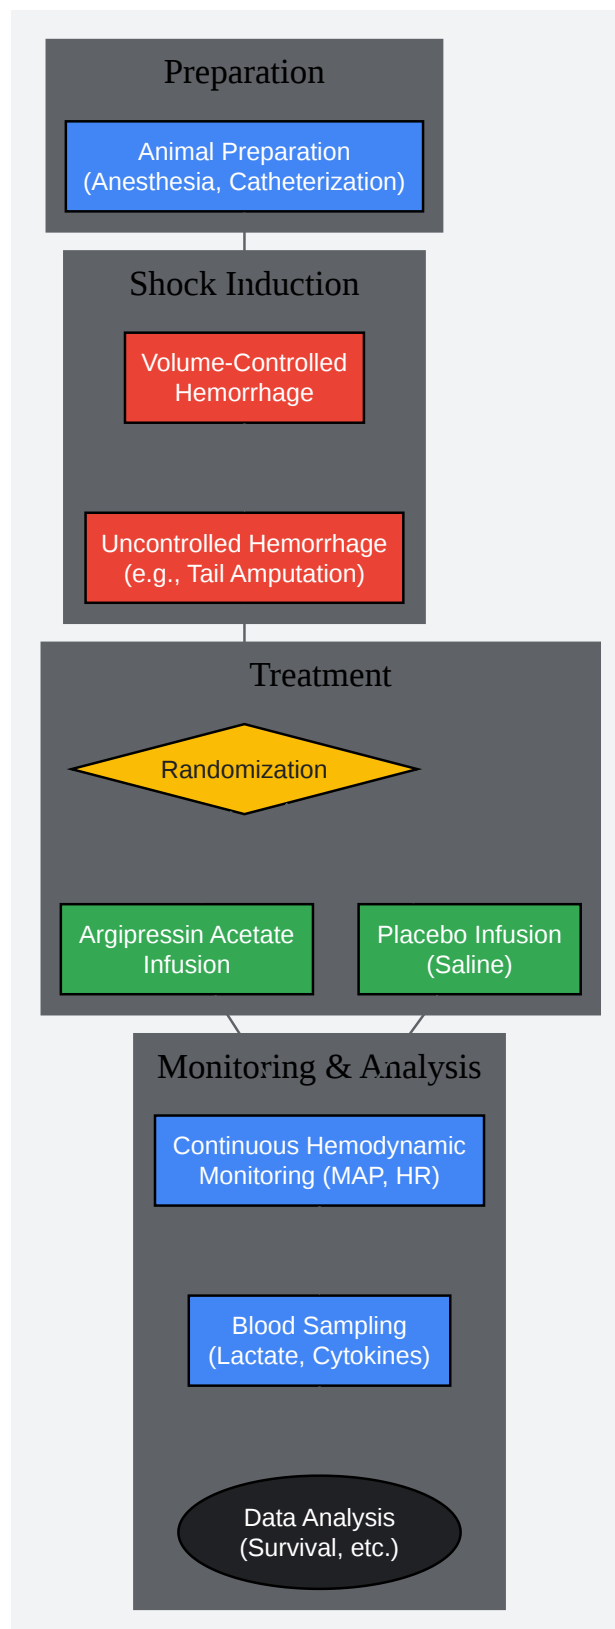 Preparation
Animal Preparation
(Anesthesia, Catheterization)
Shock Induction
Volume-Controlled
Hemorrhage
Uncontrolled Hemorrhage
(e.g., Tail Amputation)
Treatment
Randomization
Argipressin Acetate
Infusion
Placebo Infusion
(Saline)
Monitoring & Analysis
Continuous Hemodynamic
Monitoring (MAP, HR)
Blood Sampling
(Lactate, Cytokines)
Data Analysis
(Survival, etc.)